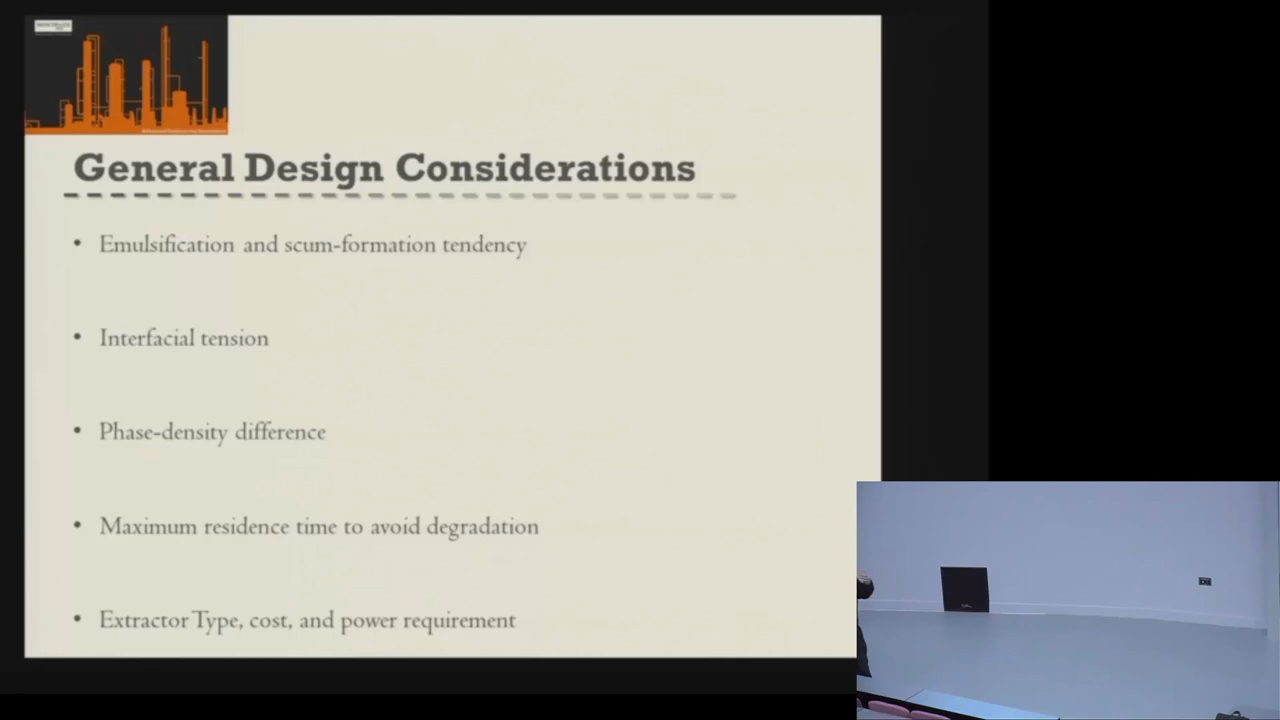 General Design Considerations
• Emulsification and scum-formation tendency
• Interfacial tension
• Phase-density difference
• Maximum residence time to avoid degradation
• Extractor Type, cost, and power requirement